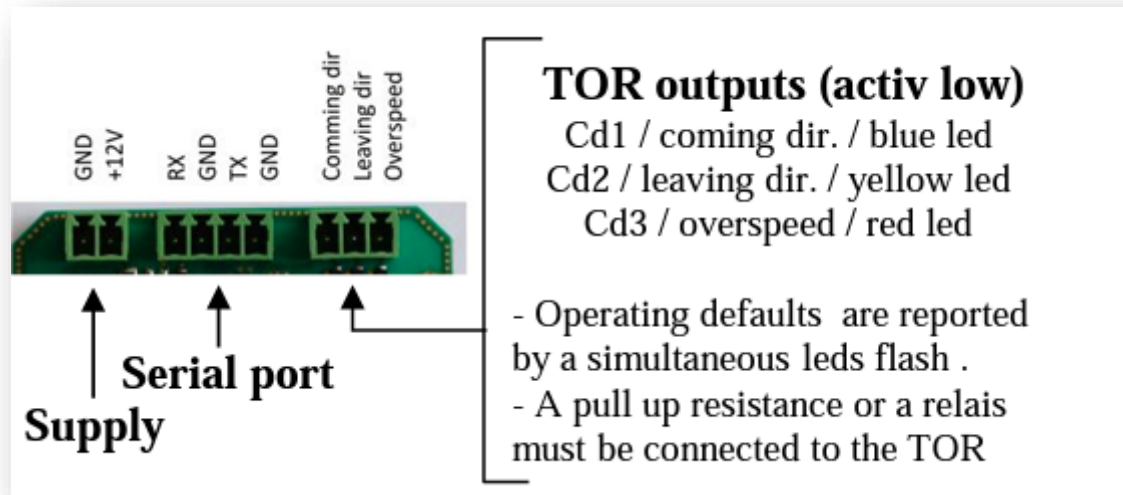 GND
+12V
RX
GND
TX
GND
Comming dir
Leaving dir
Overspeed
Supply
Serial port
TOR outputs (activ low)
Cd1 / coming dir. / blue led
Cd2 / leaving dir. / yellow led
Cd3 / overspeed / red led
- Operating defaults are reported
by a simultaneous leds flash .
- A pull up resistance or a relais
must be connected to the TOR